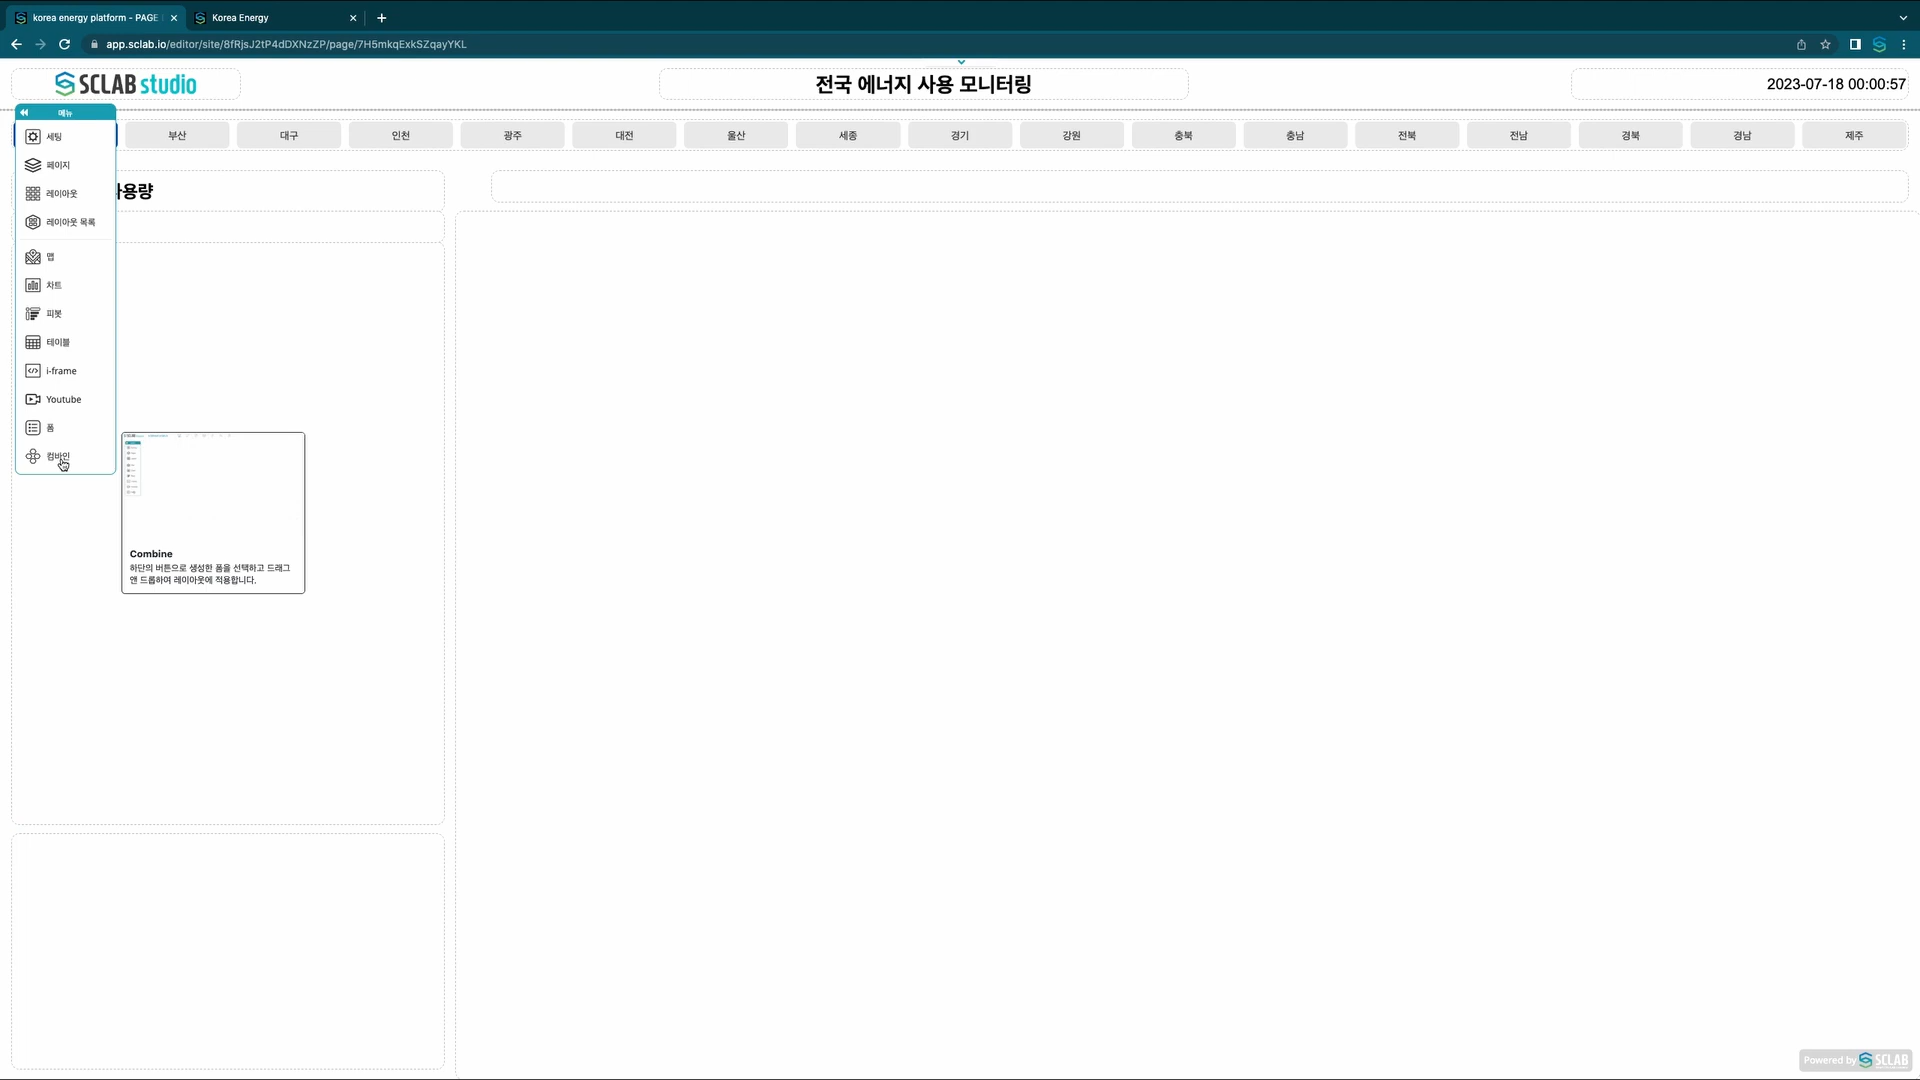 korea energy platform - PAGE
Korea Energy
app.sclab.io/editor/site/8fRjsJ2tP4dDXNzZP/page/7H5mkqExkSZqayYKL
SCLAB studio
전국 에너지 사용 모니터링
2023-07-18 00:00:57
메뉴
세팅
부산
대구
인천
광주
대전
울산
세종
경기
강원
충북
충남
전북
전남
경북
경남
제주
페이지
레이아웃
사용량
레이아웃 목록
맵
차트
피봇
테이블
i-frame
Youtube
폼
컴바인
Combine
하단의 버튼으로 생성한 폼을 선택하고 드래그
앤 드롭하여 레이아웃에 적용합니다.
Powered by SCLAB